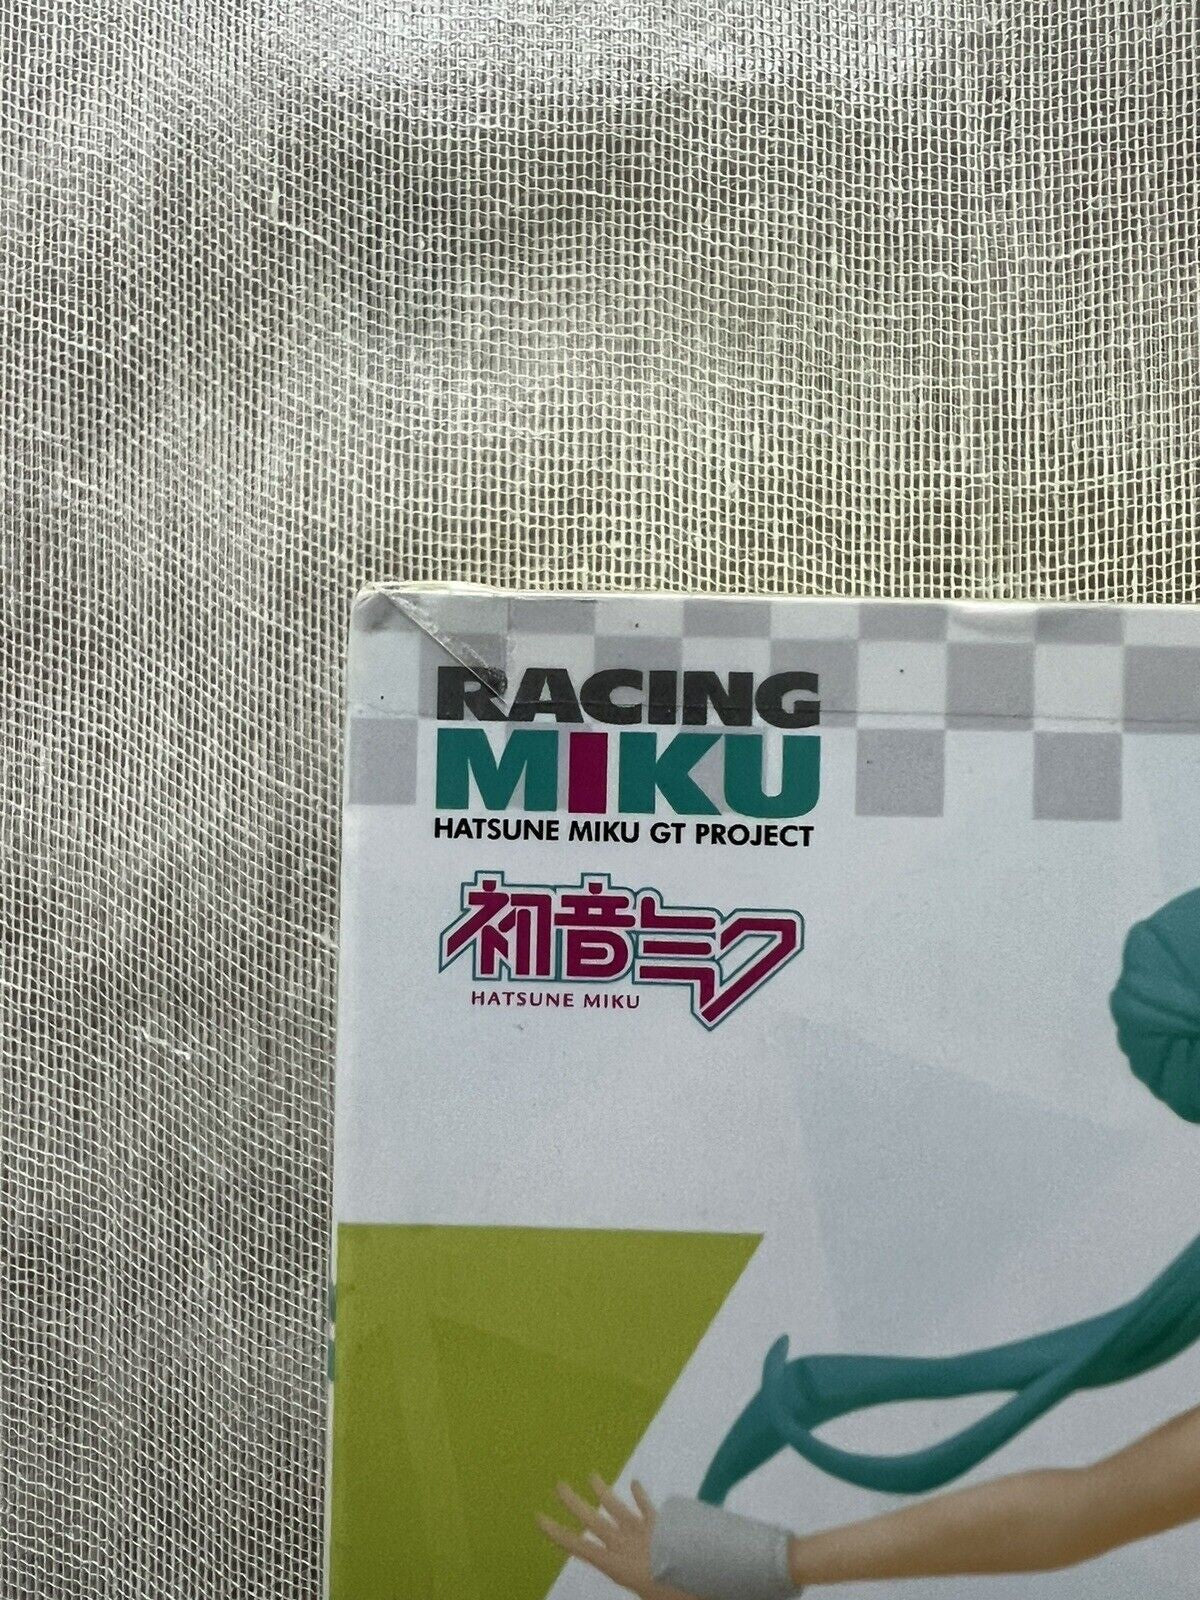 RACING
MIKU
HATSUNE MIKU GT PROJECT
初音ミク
HATSUNE MIKU